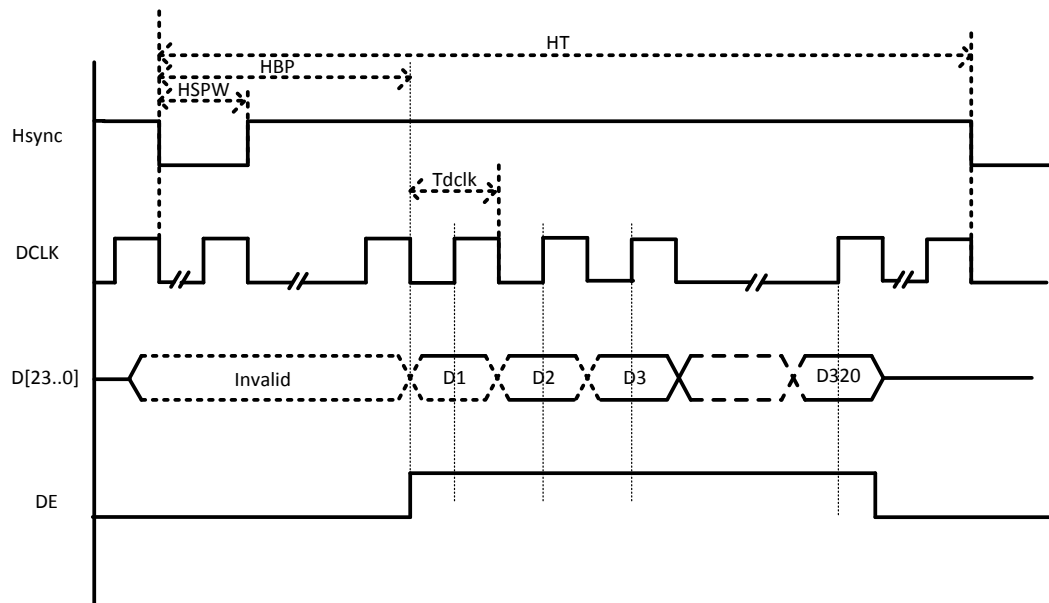 HT
HBP
HSPW
Hsync
Tdclk
DCLK
D[23..0]
Invalid
D1
D2
D3
D320
DE